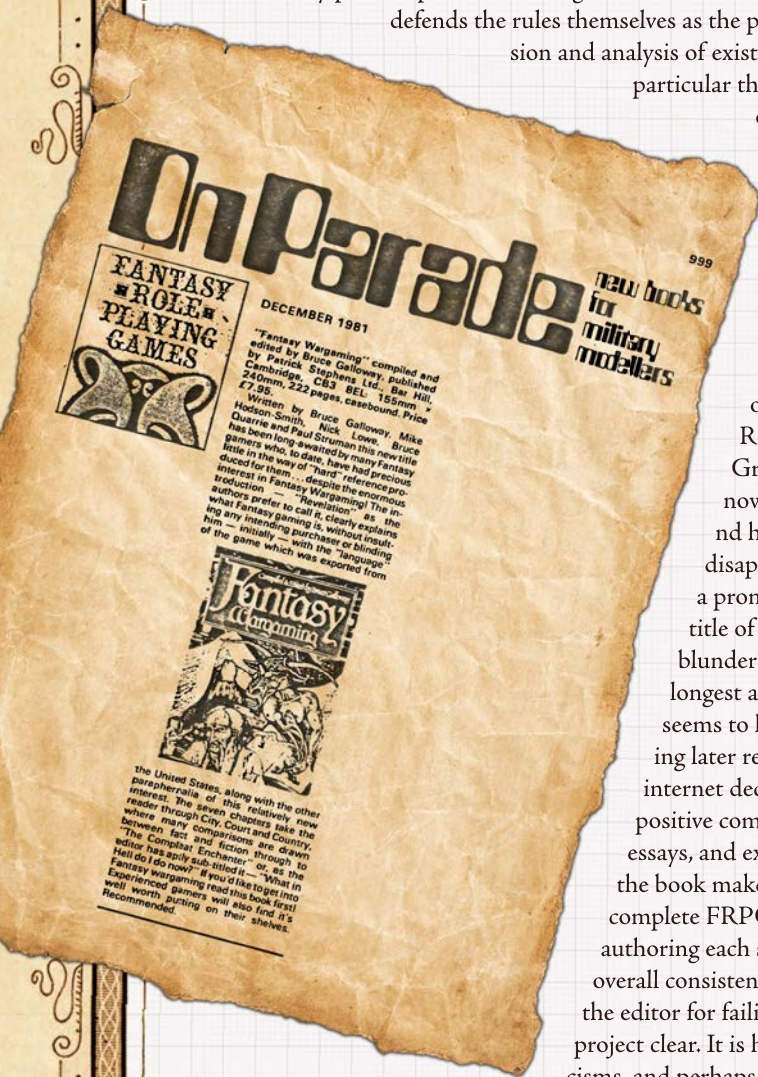 defends the rules themselves as the p
sion and analysis of exist
particular th
On Parade
999
new books
for
military
modellers
FANTASY
ROLE
PLAYING
GAMES
DECEMBER 1981
"Fantasy Wargaming" compiled and
edited by Bruce Galloway, published
by Patrick Stephens Ltd., Bar Hill,
Cambridge, CB3 8EL: 155mm ×
240mm, 222 pages, casebound. Price
£7.95.
Written by Bruce Galloway, Mike
Hodson-Smith, Nick Lowe, Bruce
Quarrie and Paul Struman this new title
has been long-awaited by many Fantasy
gamers who, to date, have had precious
little in the way of "hard" reference pro-
duced for them . . . despite the enormous
interest in Fantasy Wargaming! The in-
troduction — "Revelation" as the
authors prefer to call it, clearly explains
what Fantasy gaming is, without insult-
ing any intending purchaser or blinding
him — initially — with the "language"
of the game which was exported from
Fantasy
Wargaming
the United States, along with the other
paraphernalia of this relatively new
interest. The seven chapters take the
reader through City, Court and Country,
where many comparisons are drawn
between fact and fiction through to
"The Compleat Enchanter" or, as the
editor has aptly sub-titled it — "What in
Hell do I do now?" If you'd like to get into
Fantasy wargaming read this book first!
Experienced gamers will also find it's
well worth putting on their shelves.
Recommended.
o
R
Gr
nov
nd h
disap
a pron
title of
blunder
longest a
seems to
ing later re
internet dec
positive com
essays, and ex
the book make
complete FRPG
authoring each
overall consisten
the editor for faili
project clear. It is h
cisms, and perhaps